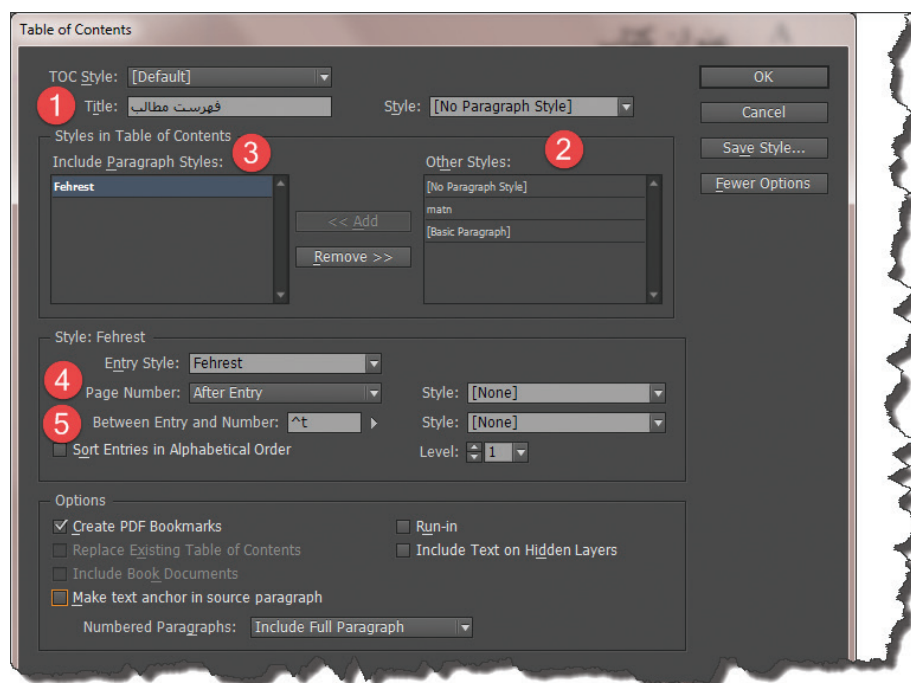 Table of Contents
TOC Style: [Default]
OK
1 Title: فهرست مطالب Style: [No Paragraph Style]
Cancel
Styles in Table of Contents
Save Style...
Include Paragraph Styles: 3 Other Styles: 2
Fewer Options
Fehrest
[No Paragraph Style]
matn
[Basic Paragraph]
<< Add
Remove >>
Style: Fehrest
Entry Style: Fehrest
4 Page Number: After Entry Style: [None]
5 Between Entry and Number: ^t Style: [None]
Sort Entries in Alphabetical Order Level: 1
Options
Create PDF Bookmarks Run-in
Replace Existing Table of Contents Include Text on Hidden Layers
Include Book Documents
Make text anchor in source paragraph
Numbered Paragraphs: Include Full Paragraph